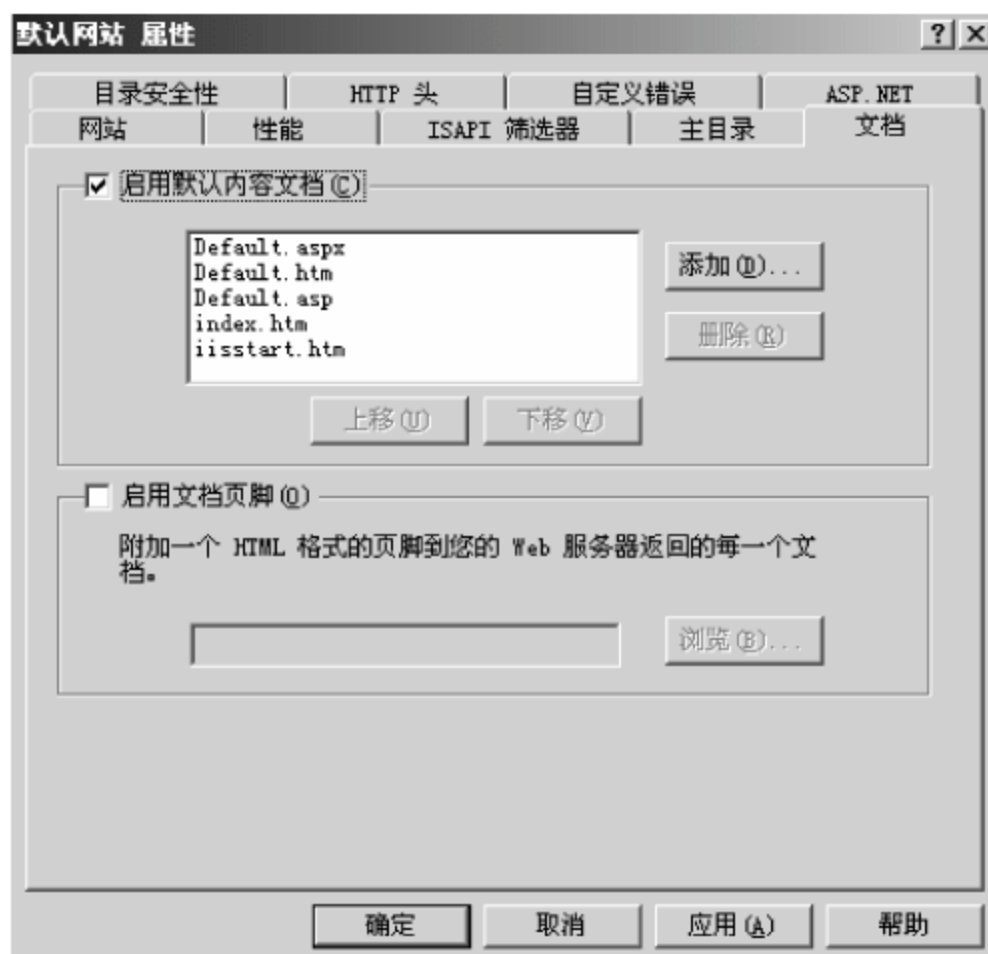 默认网站 属性
目录安全性 HTTP 头 自定义错误 ASP.NET
网站 性能 ISAPI 筛选器 主目录 文档
启用默认内容文档(C)
Default.aspx
Default.htm
Default.asp
index.htm
iisstart.htm
添加(D)...
删除(R)
上移(U) 下移(V)
启用文档页脚(O)
附加一个 HTML 格式的页脚到您的 Web 服务器返回的每一个文
档。
浏览(B)...
确定 取消 应用(A) 帮助